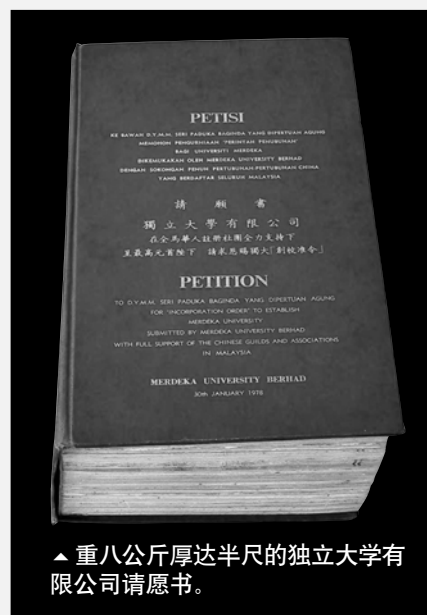 PETISI
KE BAWAH D.Y.M.M. SERI PADUKA BAGINDA YANG DIPERTUAN AGUNG
MEMOHON PENGURNIAAN 'PERINTAH PENUBUHAN'
BAGI UNIVERSITI MERDEKA
DIKEMUKAKAN OLEH MERDEKA UNIVERSITY BERHAD
DENGAN SOKONGAN PENUH PERTUBUHAN-PERTUBUHAN CHINA
YANG BERDAFTAR SELURUH MALAYSIA
請願書
獨立大學有限公司
在全馬華人註册社團全力支持下
呈最高元首陛下 請求恩賜獨大「創校准令」
PETITION
TO D.Y.M.M. SERI PADUKA BAGINDA YANG DIPERTUAN AGUNG
FOR 'INCORPORATION ORDER' TO ESTABLISH
MERDEKA UNIVERSITY
SUBMITTED BY MERDEKA UNIVERSITY BERHAD
WITH FULL SUPPORT OF THE CHINESE GUILDS AND ASSOCIATIONS
IN MALAYSIA
MERDEKA UNIVERSITY BERHAD
30th JANUARY 1978
▲重八公斤厚达半尺的独立大学有
限公司请愿书。